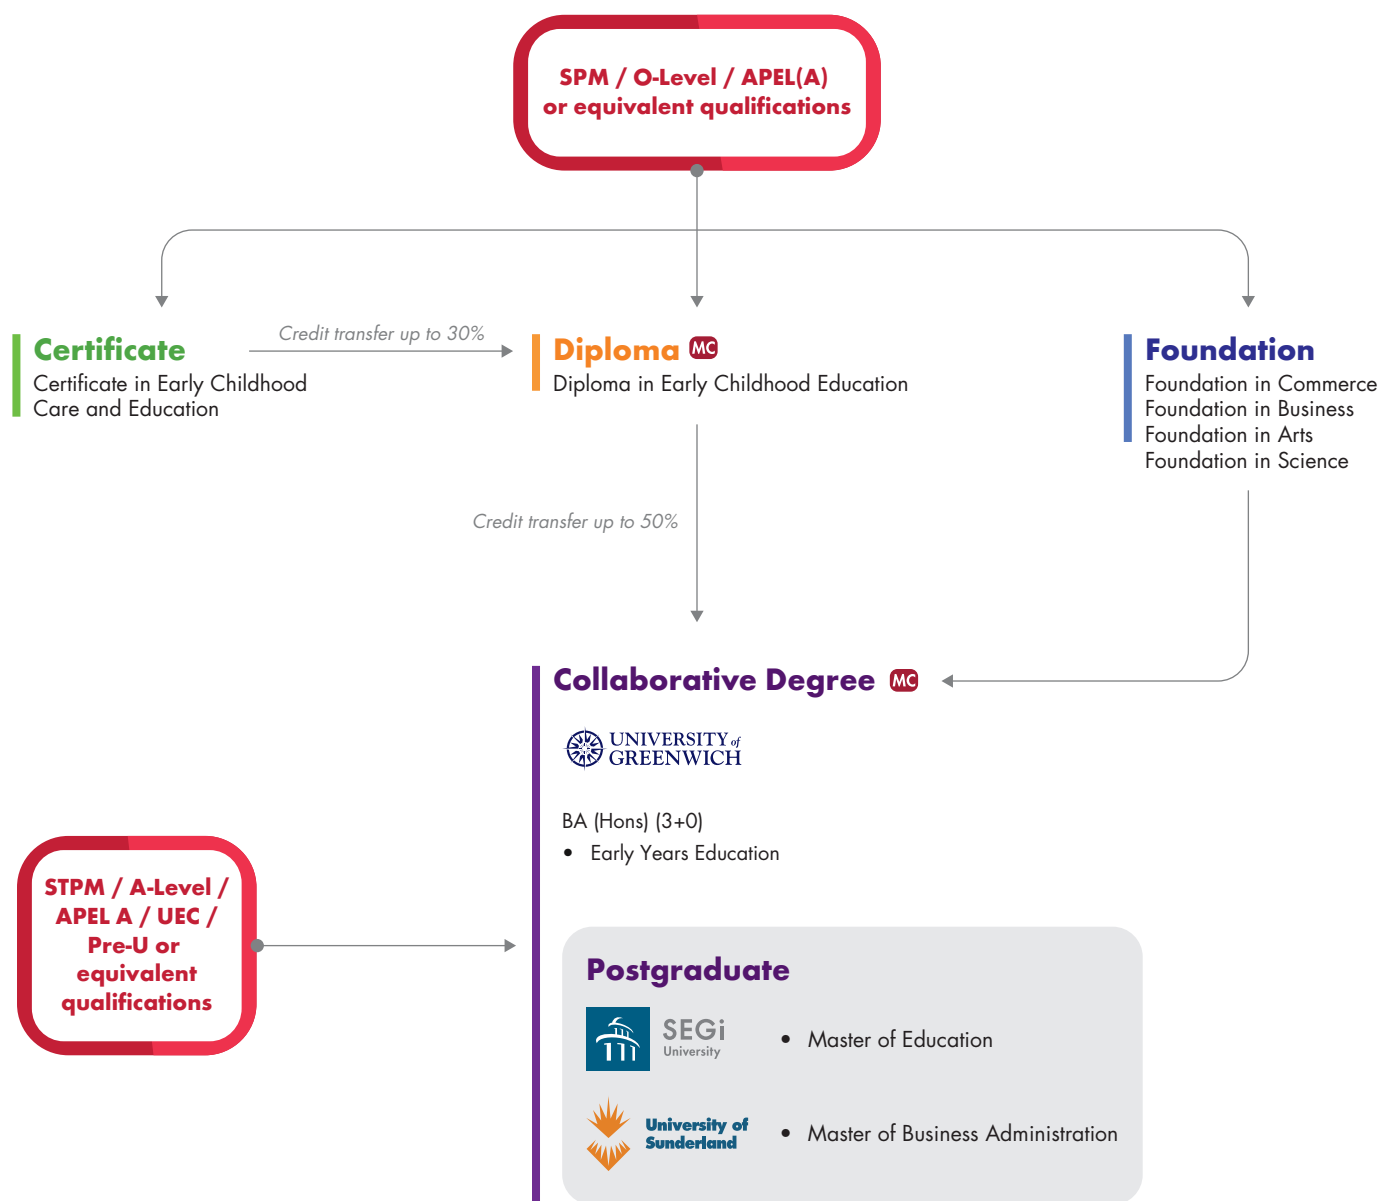 SPM / O-Level / APEL(A)
or equivalent qualifications
Certificate
Certificate in Early Childhood
Care and Education
Credit transfer up to 30%
Diploma MC
Diploma in Early Childhood Education
Foundation
Foundation in Commerce
Foundation in Business
Foundation in Arts
Foundation in Science
Credit transfer up to 50%
Collaborative Degree MC
UNIVERSITY of
GREENWICH
BA (Hons) (3+0)
• Early Years Education
STPM / A-Level /
APEL A / UEC /
Pre-U or
equivalent
qualifications
Postgraduate
SEGi
University
• Master of Education
University of
Sunderland
• Master of Business Administration